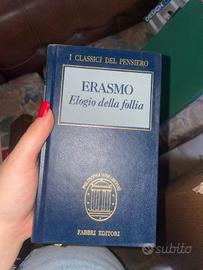 I CLASSICI DEL PENSIERO
ERASMO
Elogio della follia
FABBRI EDITORI
subito